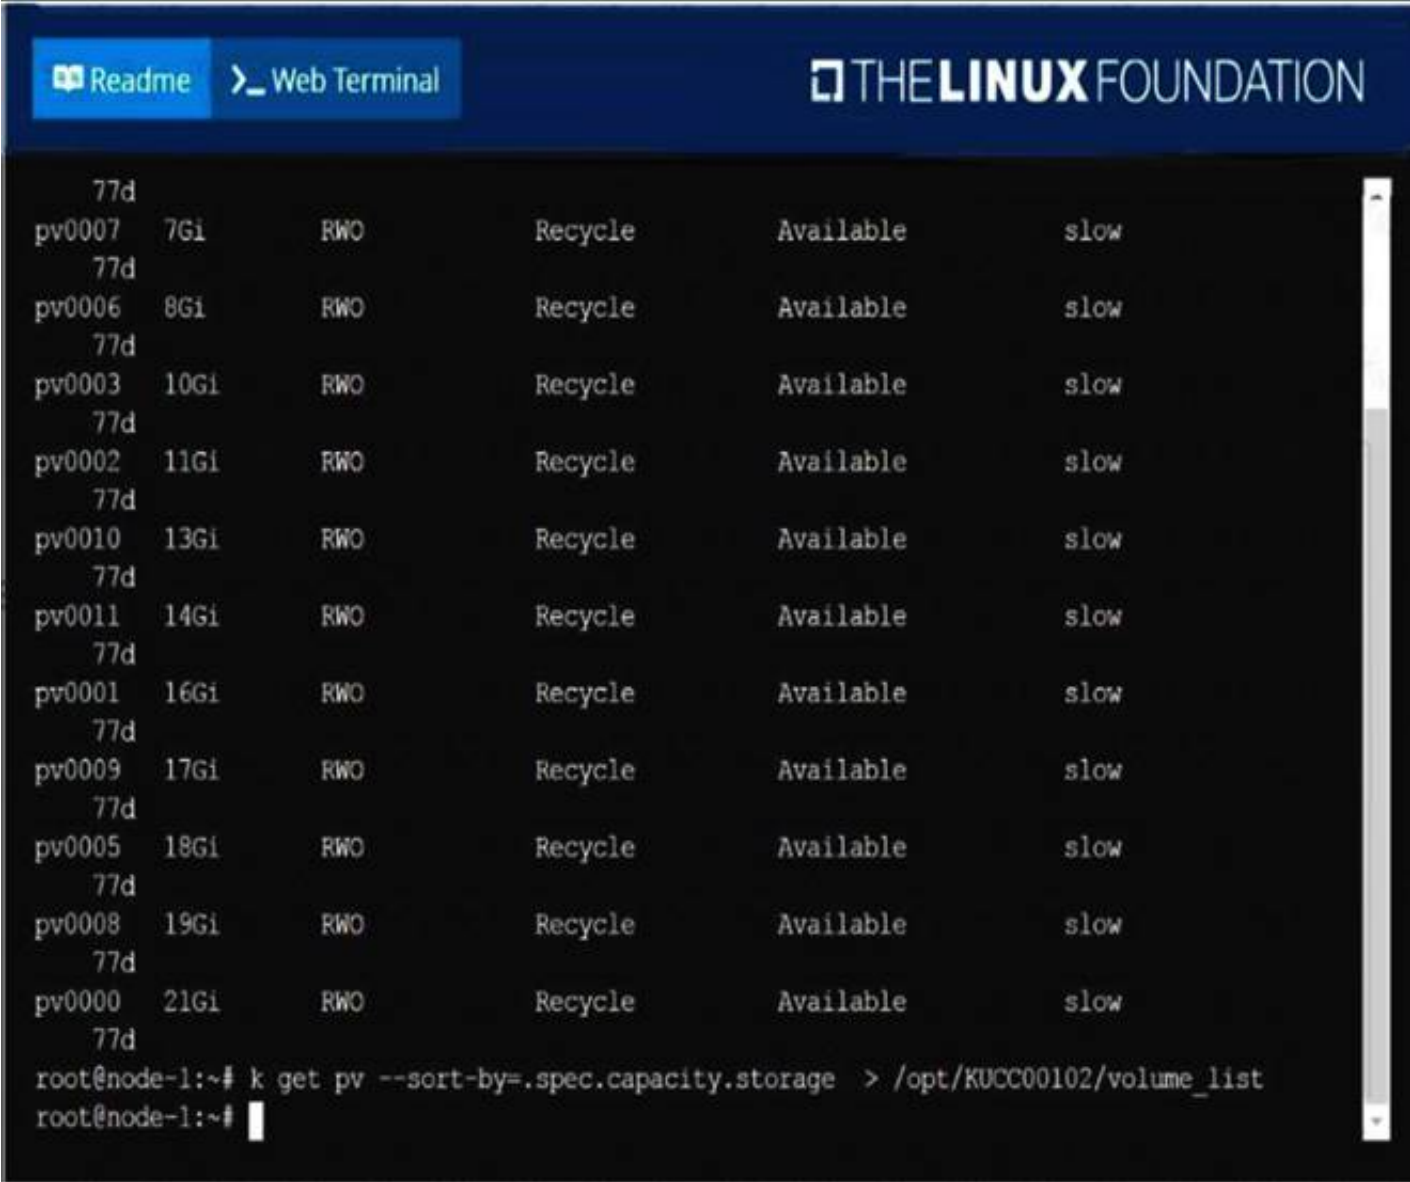 Readme >_ Web Terminal THE LINUX FOUNDATION
77d
pv0007 7Gi RWO Recycle Available slow
77d
pv0006 8Gi RWO Recycle Available slow
77d
pv0003 10Gi RWO Recycle Available slow
77d
pv0002 11Gi RWO Recycle Available slow
77d
pv0010 13Gi RWO Recycle Available slow
77d
pv0011 14Gi RWO Recycle Available slow
77d
pv0001 16Gi RWO Recycle Available slow
77d
pv0009 17Gi RWO Recycle Available slow
77d
pv0005 18Gi RWO Recycle Available slow
77d
pv0008 19Gi RWO Recycle Available slow
77d
pv0000 21Gi RWO Recycle Available slow
77d
root@node-1:~# k get pv --sort-by=.spec.capacity.storage > /opt/KUCC00102/volume_list
root@node-1:~#